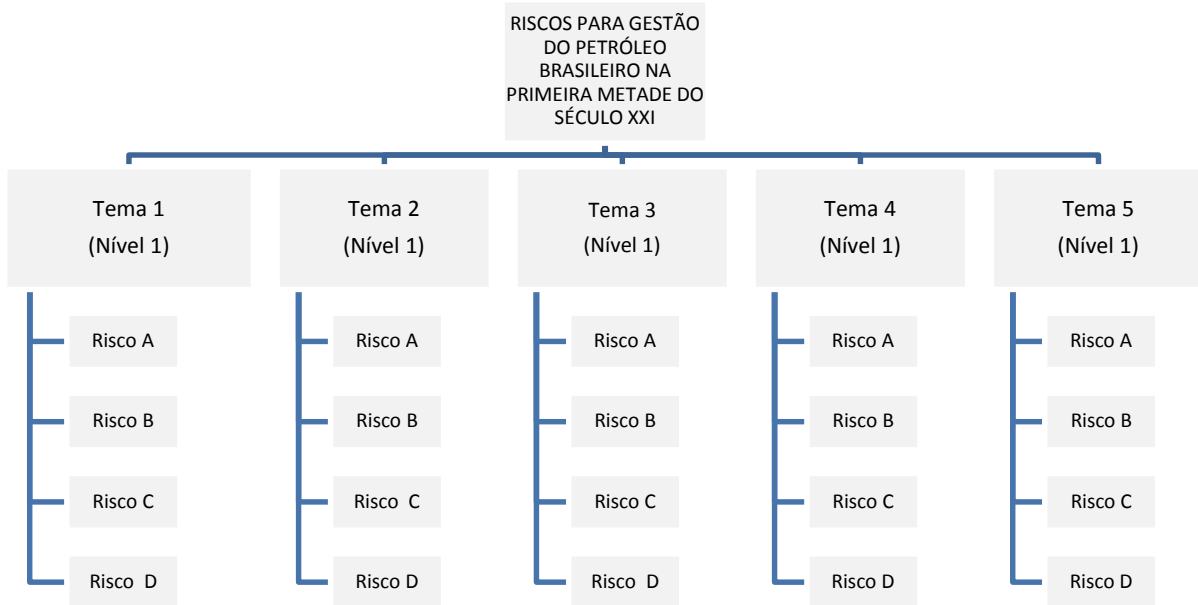 RISCOS PARA GESTÃO
DO PETRÓLEO
BRASILEIRO NA
PRIMEIRA METADE DO
SÉCULO XXI
Tema 1
(Nível 1)
Tema 2
(Nível 1)
Tema 3
(Nível 1)
Tema 4
(Nível 1)
Tema 5
(Nível 1)
Risco A
Risco A
Risco A
Risco A
Risco A
Risco B
Risco B
Risco B
Risco B
Risco B
Risco C
Risco C
Risco C
Risco C
Risco C
Risco D
Risco D
Risco D
Risco D
Risco D